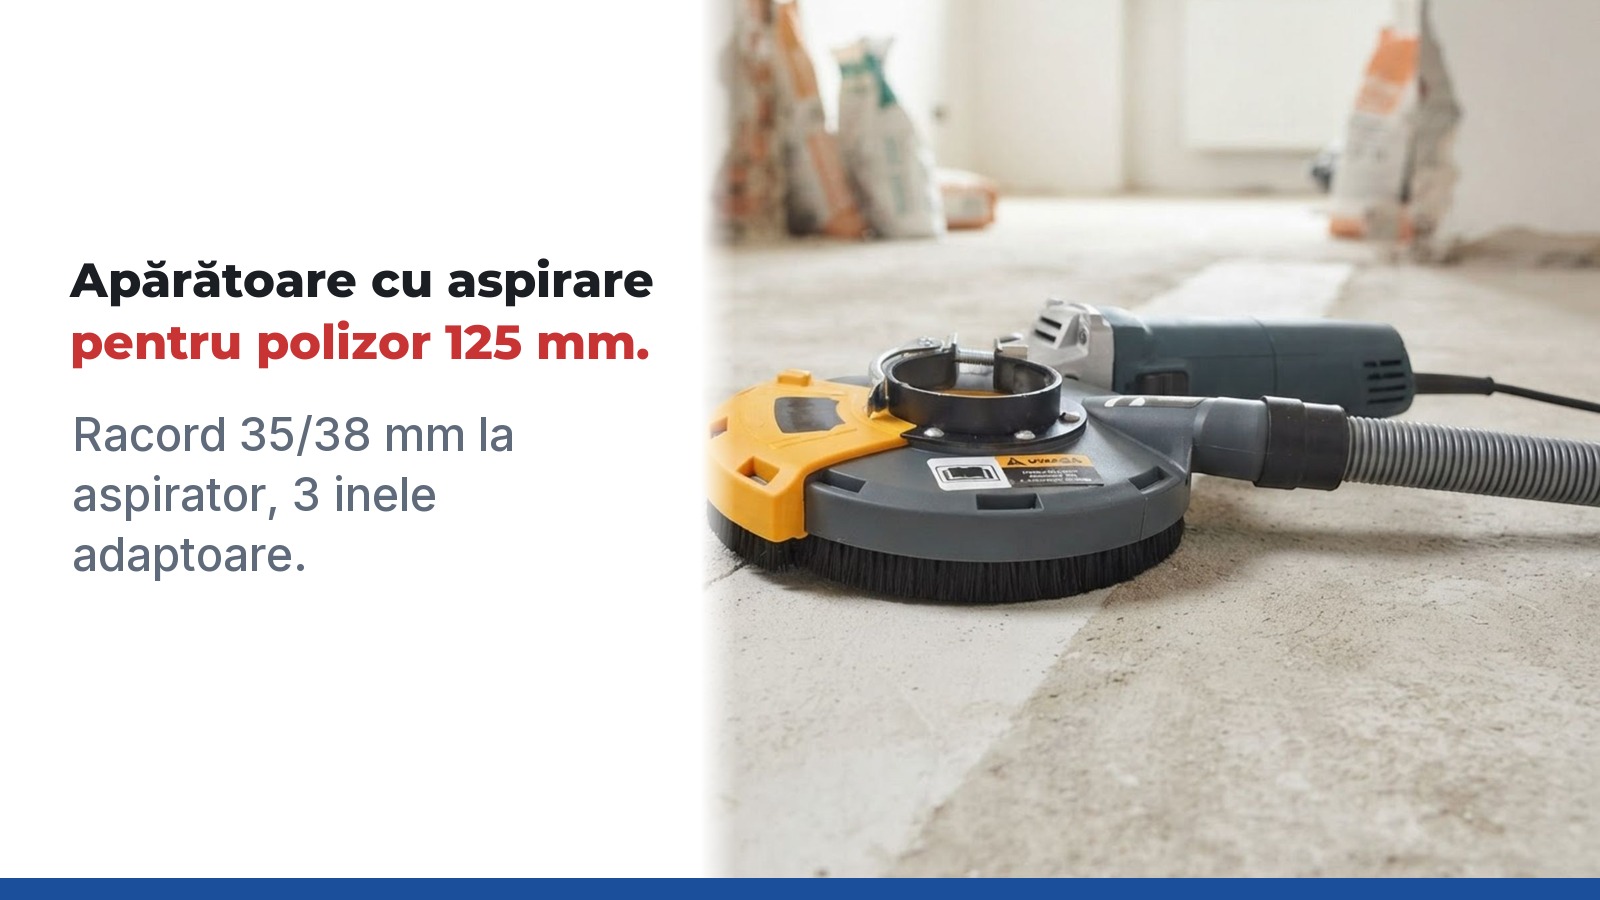 Apărătoare cu aspirare
pentru polizor 125 mm.
Racord 35/38 mm la
aspirator, 3 inele
adaptoare.